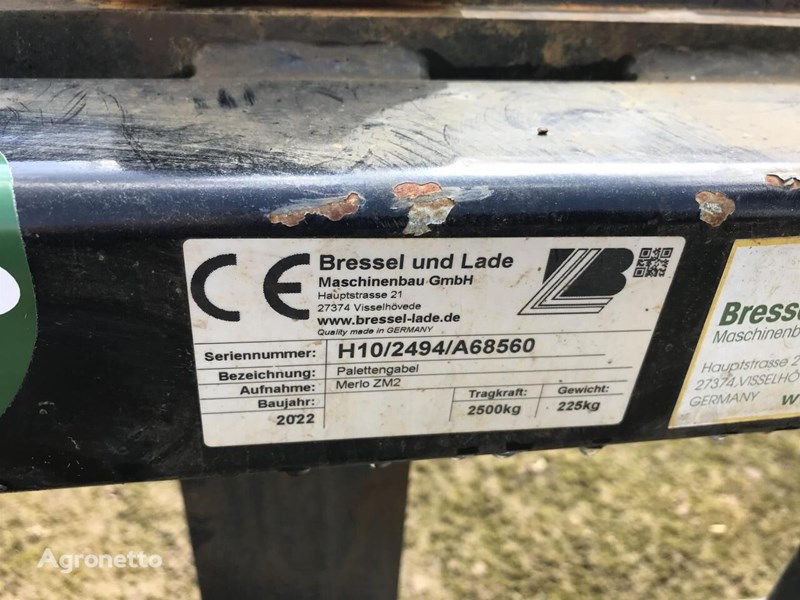 CE
Bressel und Lade
Maschinenbau GmbH
Hauptstrasse 21
27374 Visselhövede
www.bressel-lade.de
Quality made in GERMANY
Seriennummer: H10/2494/A68560
Bezeichnung: Palettengabel
Aufnahme: Merlo ZM2
Baujahr: 2022
Tragkraft: 2500kg
Gewicht: 225kg
Bresse
Maschinenb
Hauptstrasse 2
27374 VISSELHÖ
GERMANY
w
Agronetto